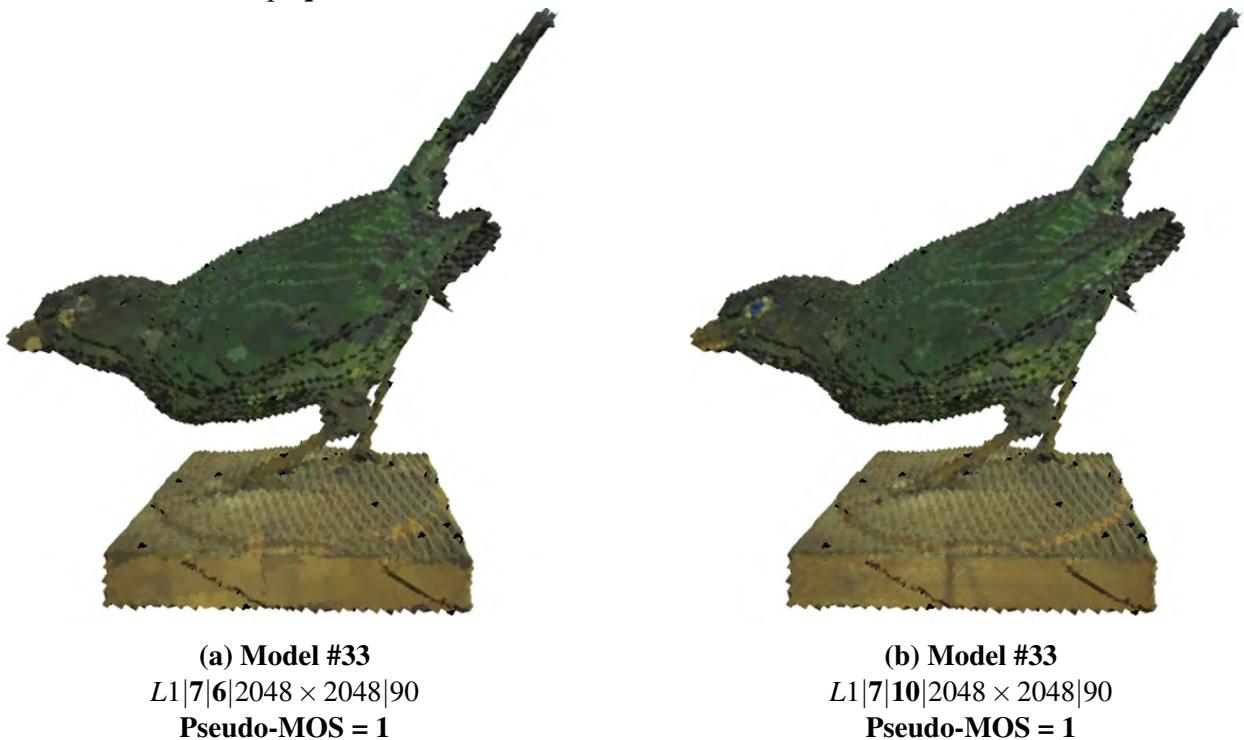 (a) Model #33
L1|7|6|2048 × 2048|90
Pseudo-MOS = 1
(b) Model #33
L1|7|10|2048 × 2048|90
Pseudo-MOS = 1